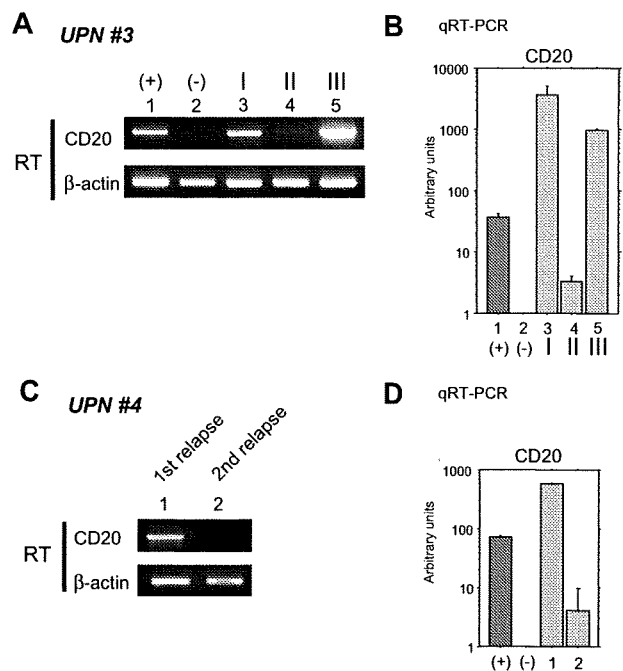 A UPN #3
(+) (-) I II III
1 2 3 4 5
RT
CD20
β-actin
B qRT-PCR
CD20
Arbitrary units
10000
1000
100
10
1
1 2 3 4 5
(+) (-) I II III
C UPN #4
1st relapse 2nd relapse
1 2
RT
CD20
β-actin
D qRT-PCR
CD20
Arbitrary units
1000
100
10
1
(+) (-) 1 2